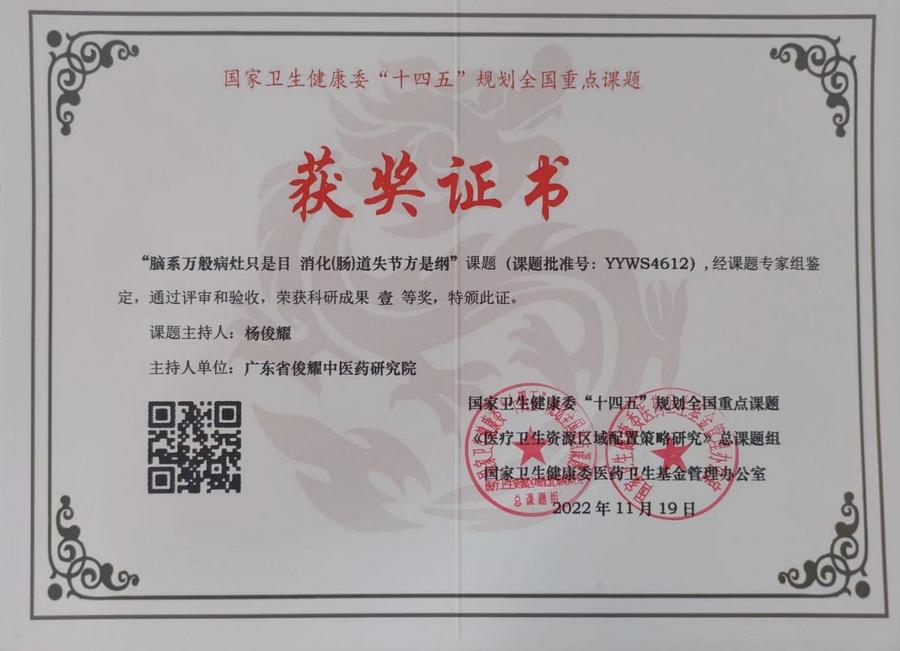 国家卫生健康委“十四五”规划全国重点课题
获奖证书
“脑系万般病灶只是目 消化(肠)道失节方是纲”课题（课题批准号：YYWS4612）,经课题专家组鉴
定，通过评审和验收，荣获科研成果 壹 等奖，特颁此证。
课题主持人：杨俊耀
主持人单位：广东省俊耀中医药研究院
国家卫生健康委“十四五”规划全国重点课题
《医疗卫生资源区域配置策略研究》总课题组
国家卫生健康委医药卫生基金管理办公室
2022 年 11 月 19 日
总课题组